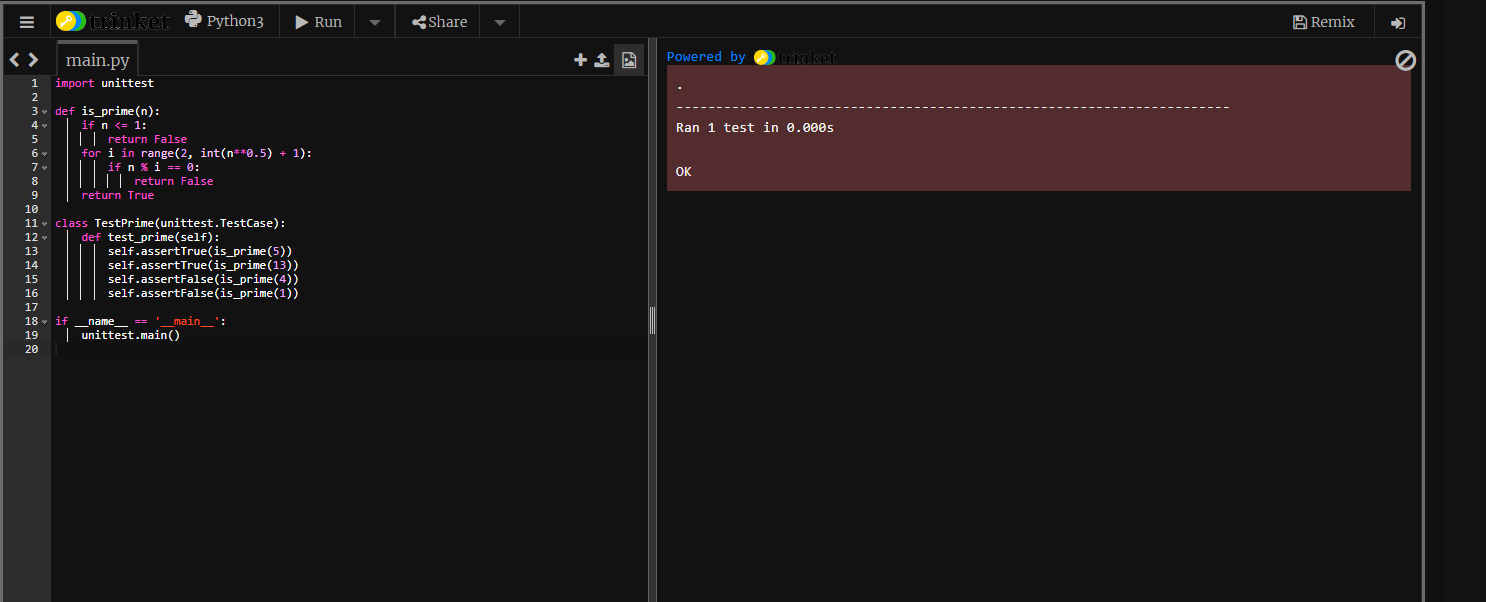 trinket Python3 Run Share Remix
main.py
1 import unittest
2
3 def is_prime(n):
4 if n <= 1:
5 return False
6 for i in range(2, int(n**0.5) + 1):
7 if n % i == 0:
8 return False
9 return True
10
11 class TestPrime(unittest.TestCase):
12 def test_prime(self):
13 self.assertTrue(is_prime(5))
14 self.assertTrue(is_prime(13))
15 self.assertFalse(is_prime(4))
16 self.assertFalse(is_prime(1))
17
18 if __name__ == '__main__':
19 unittest.main()
20
Powered by trinket
.
----------------------------------------------------------------------
Ran 1 test in 0.000s
OK